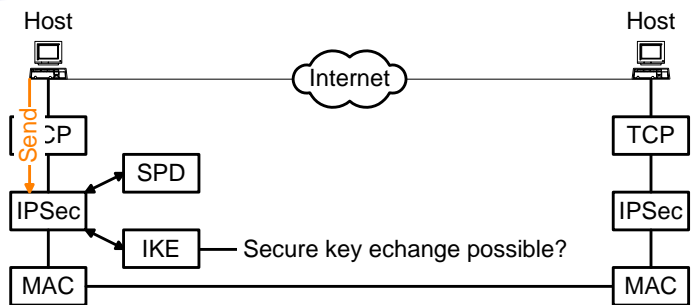 Host
Host
Internet
Send
CP
TCP
SPD
IPSec
IPSec
IKE
Secure key echange possible?
MAC
MAC